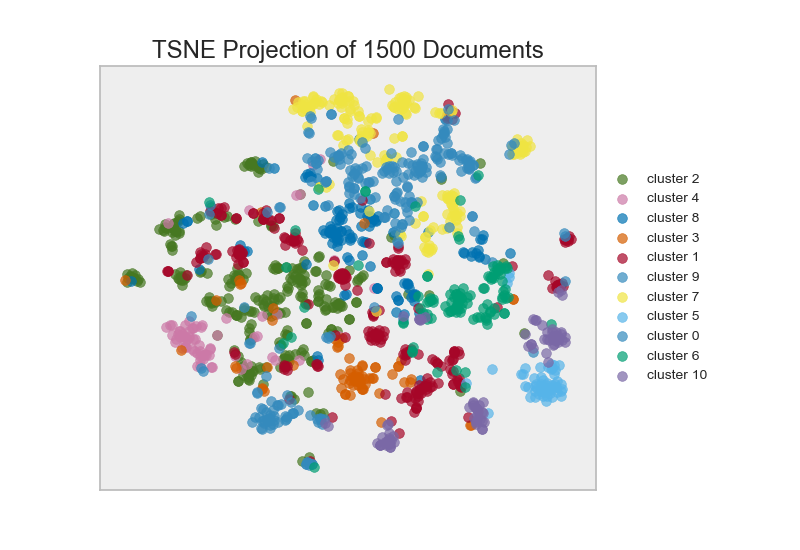 TSNE Projection of 1500 Documents
cluster 2
cluster 4
cluster 8
cluster 3
cluster 1
cluster 9
cluster 7
cluster 5
cluster 0
cluster 6
cluster 10